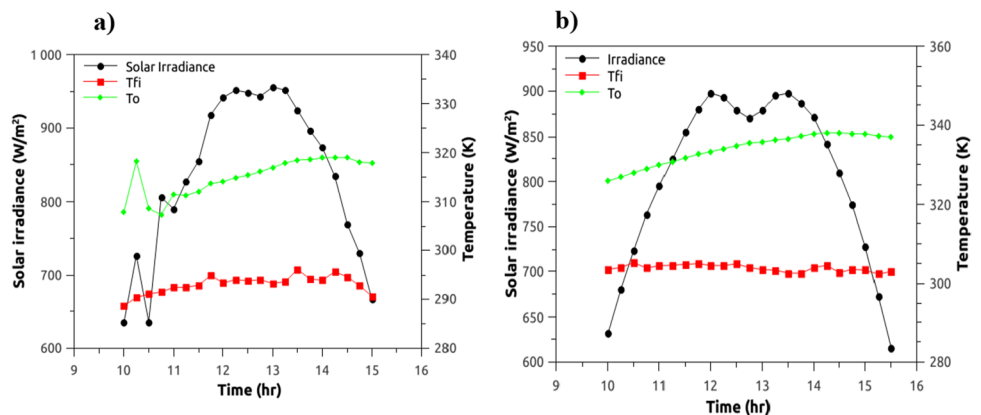 a)
Solar irradiance (W/m²)
1 000
900
800
700
600
Solar Irradiance
Tfi
To
340
330
320
310
300
290
280
Temperature (K)
9 10 11 12 13 14 15 16
Time (hr)
b)
Solar irradiance (W/m²)
950
900
850
800
750
700
650
600
Irradiance
Tfi
To
360
340
320
300
280
Temperature (K)
9 10 11 12 13 14 15 16
Time (hr)